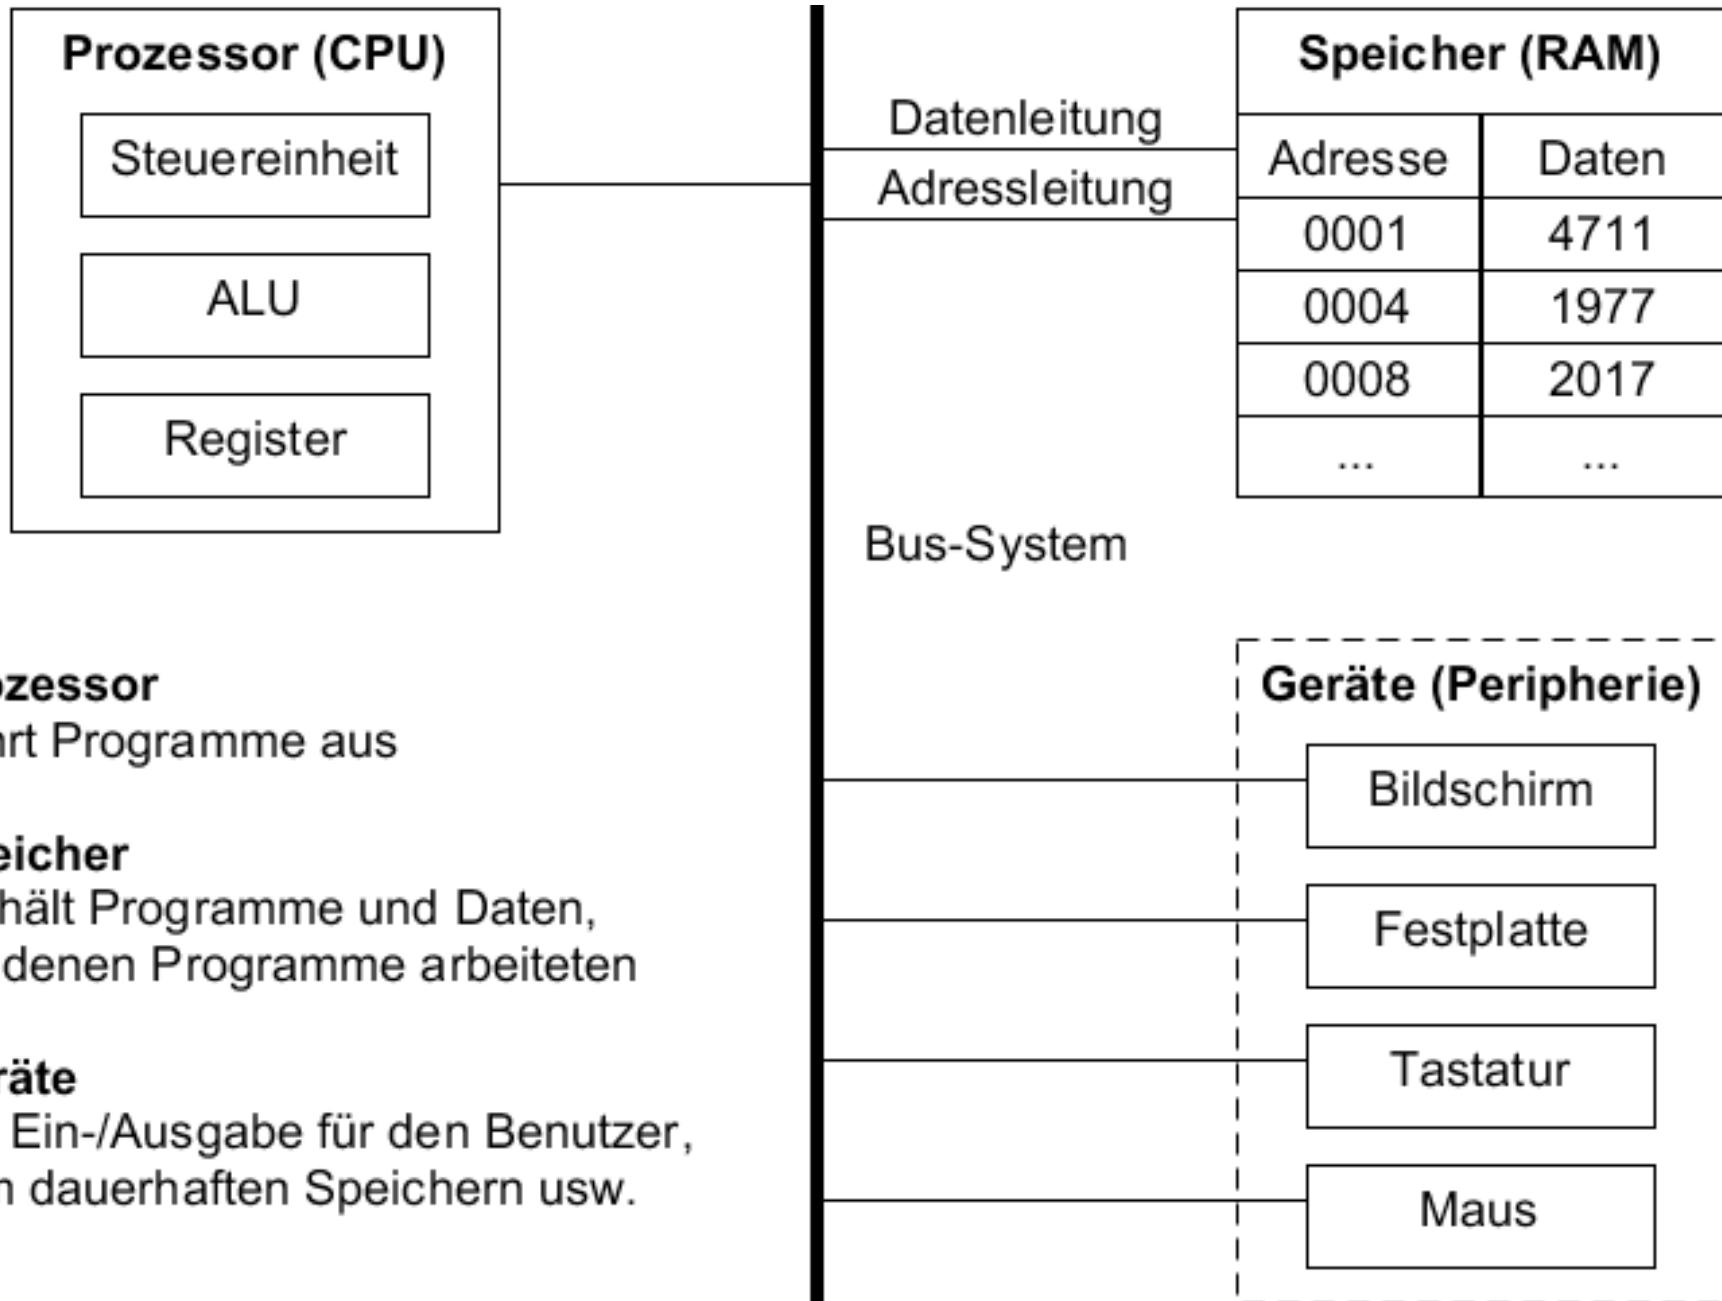 Prozessor (CPU)
Steuereinheit
ALU
Register
Datenleitung
Adressleitung
Speicher (RAM)
Adresse Daten
0001 4711
0004 1977
0008 2017
... ...
Bus-System
ozessor
Programme aus
eicher
hält Programme und Daten,
denen Programme arbeiteten
räte
Ein-/Ausgabe für den Benutzer,
dauerhaften Speichern usw.
Geräte (Peripherie)
Bildschirm
Festplatte
Tastatur
Maus